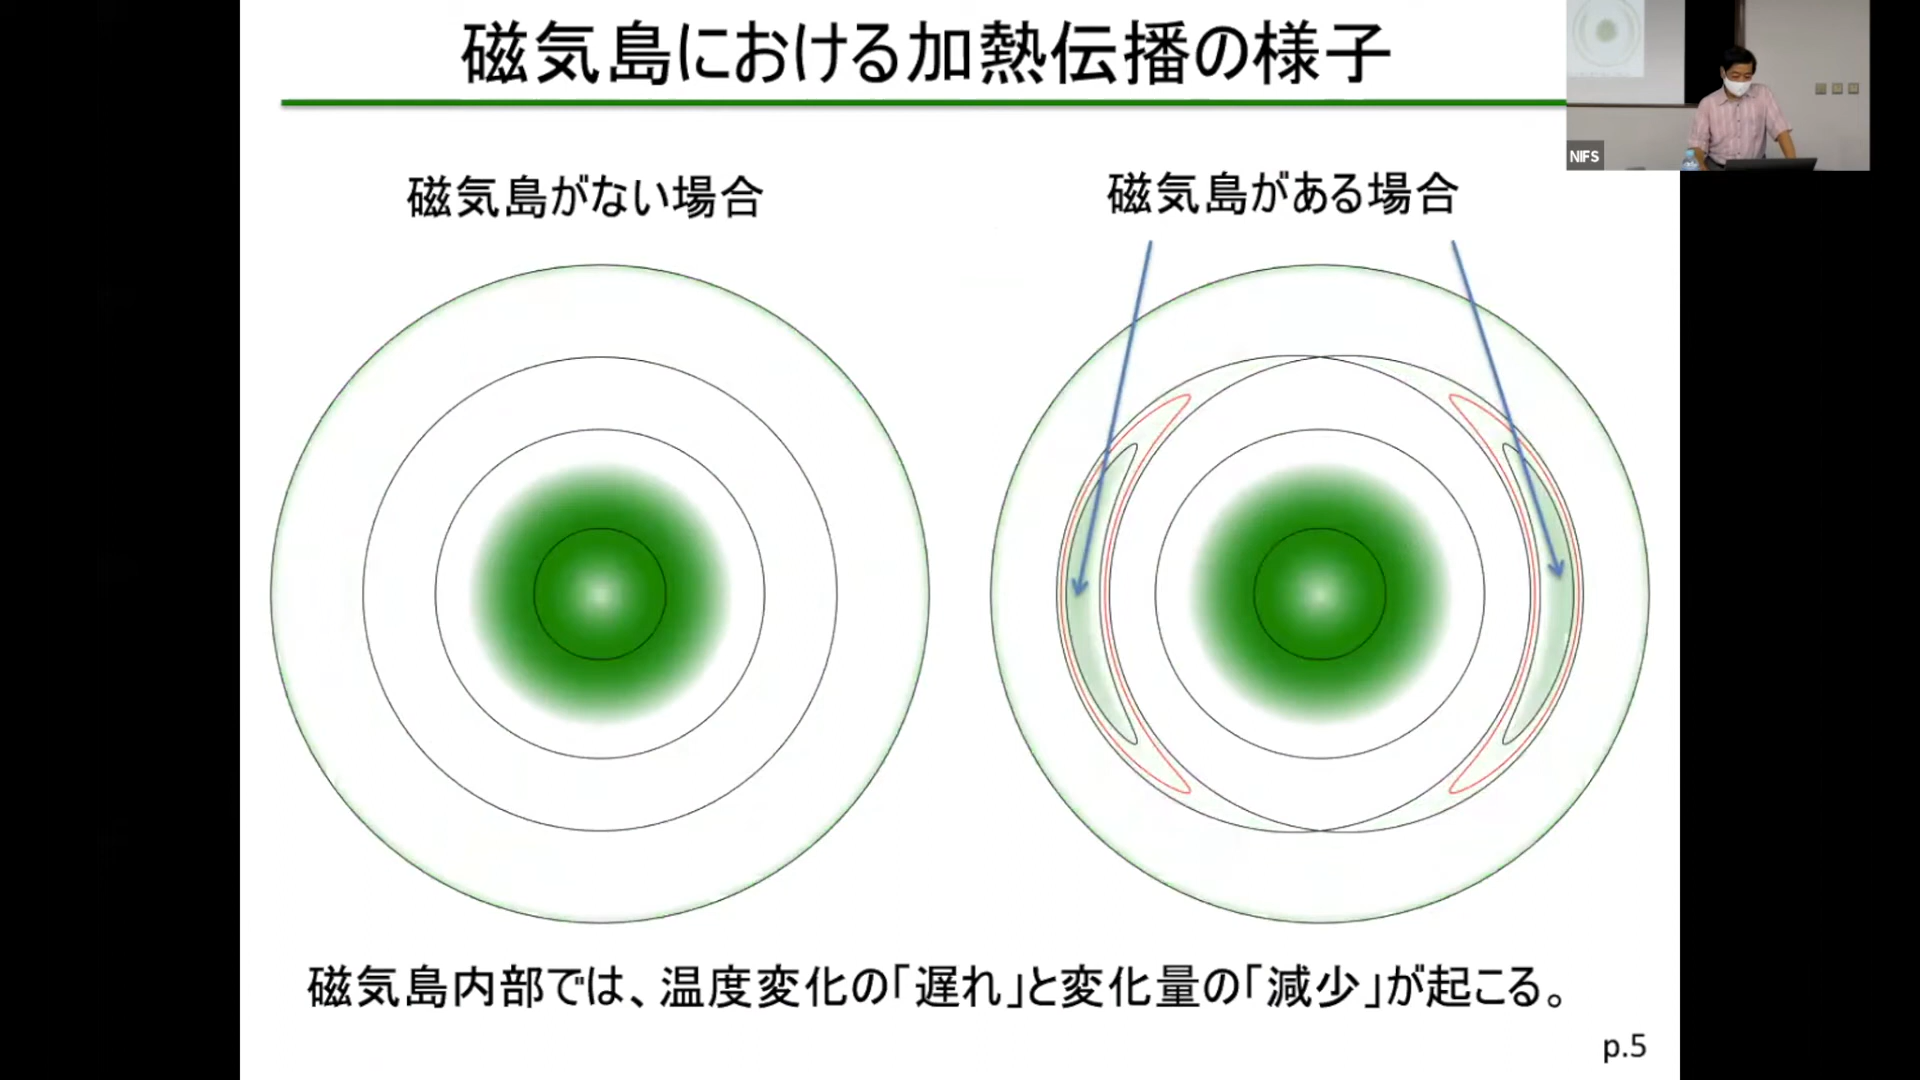 磁気島における加熱伝播の様子
NIFS
磁気島がない場合
磁気島がある場合
磁気島内部では、温度変化の「遅れ」と変化量の「減少」が起こる。
p.5